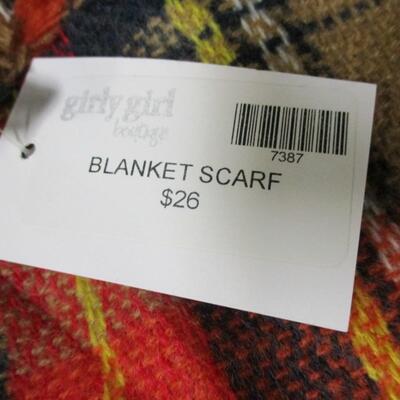 girly girl
boutique
7387
BLANKET SCARF
$26